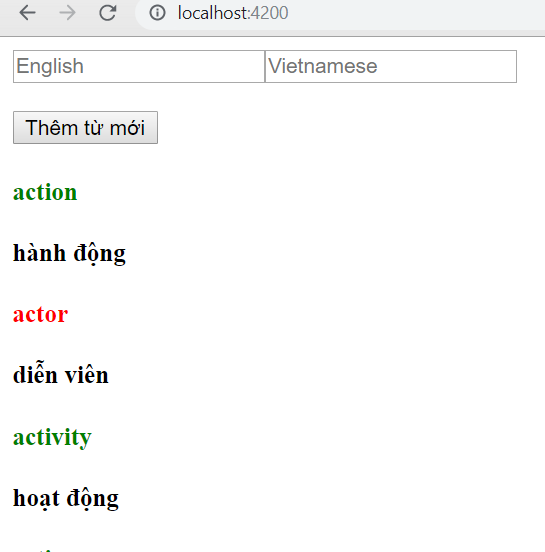 localhost:4200
English Vietnamese
Thêm từ mới
action
hành động
actor
diễn viên
activity
hoạt động